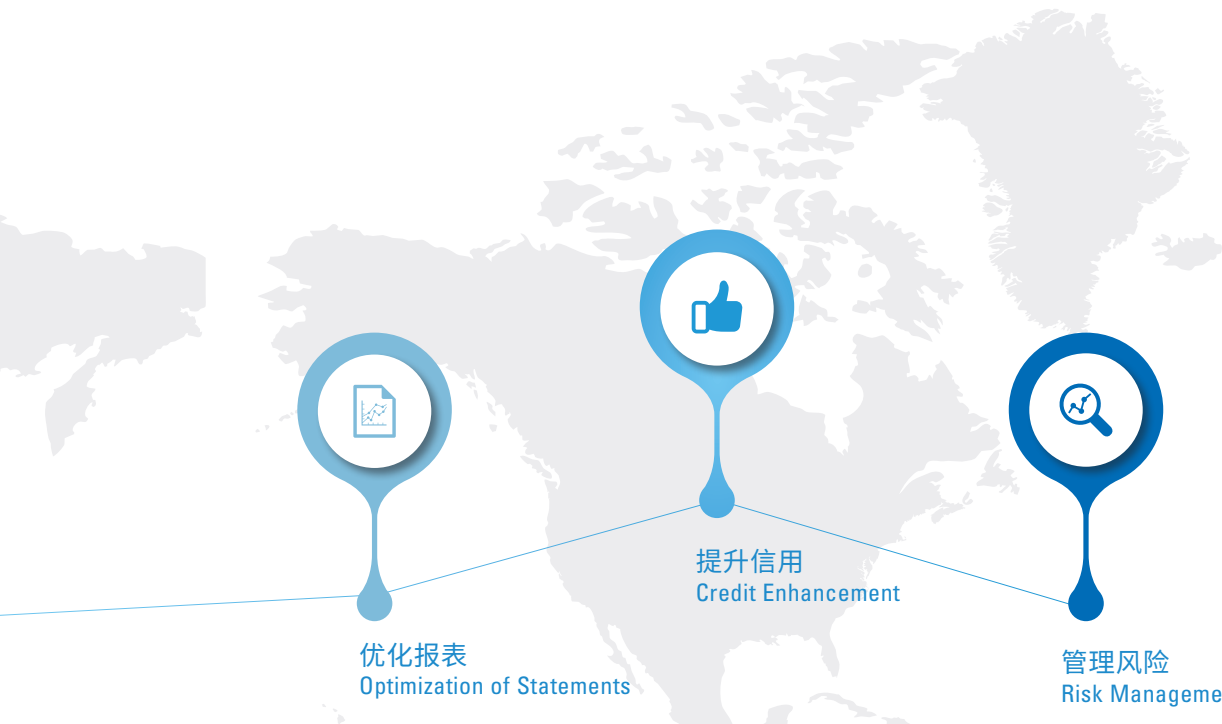 提升信用
Credit Enhancement
优化报表
Optimization of Statements
管理风险
Risk Manageme